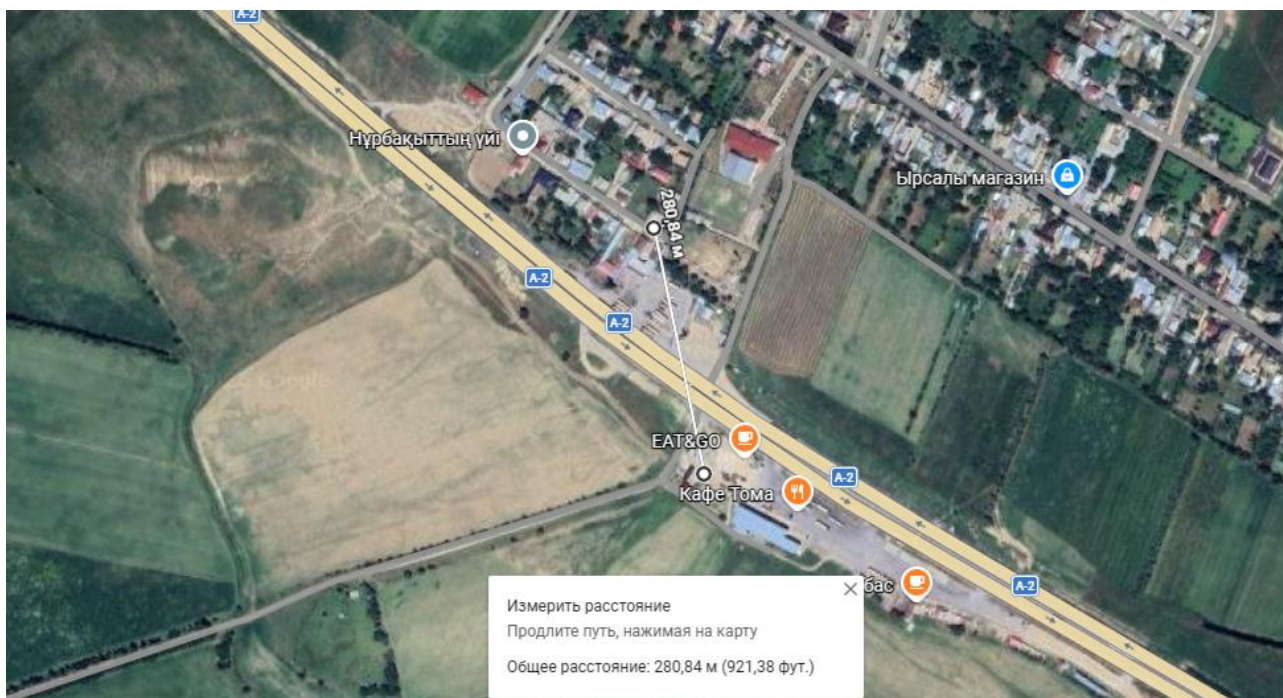 A-2
Нұрбақыттың үйі
Ырсалы магазин
280,84 м
A-2
A-2
EAT&GO
A-2
Кафе Тома
бас
A-2
Измерить расстояние
Продлите путь, нажимая на карту
Общее расстояние: 280,84 м (921,38 фут.)